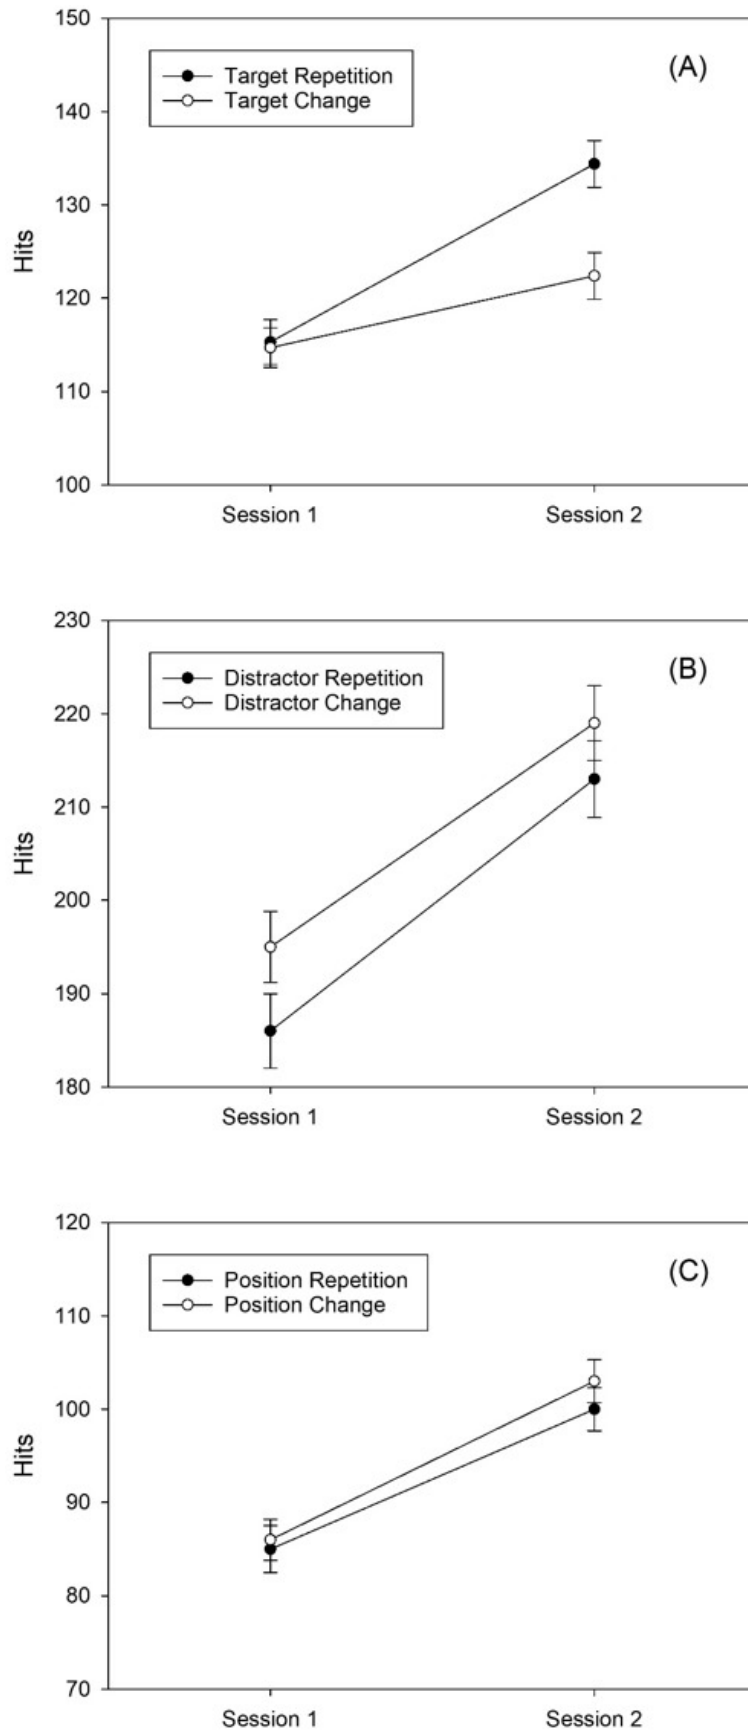 150
140
130
120
110
100
Hits
Target Repetition
Target Change
(A)
Session 1 Session 2
230
220
210
200
190
180
Hits
Distractor Repetition
Distractor Change
(B)
Session 1 Session 2
120
110
100
90
80
70
Hits
Position Repetition
Position Change
(C)
Session 1 Session 2